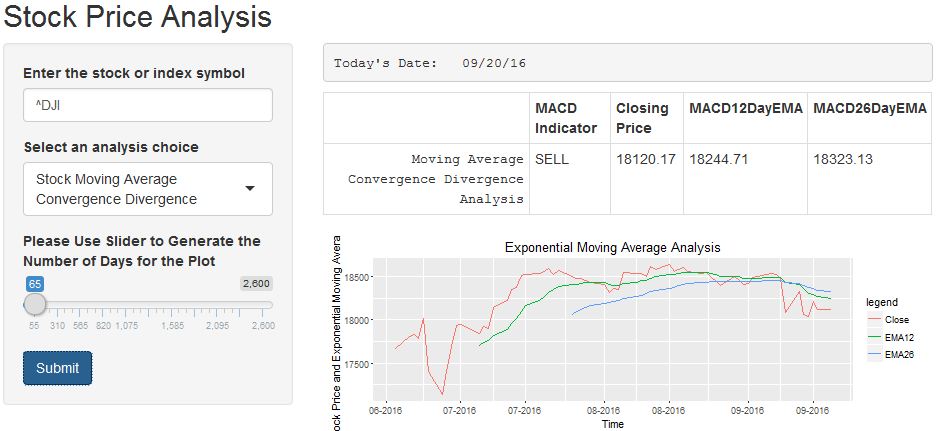 Stock Price Analysis
Enter the stock or index symbol
^DJI
Select an analysis choice
Stock Moving Average
Convergence Divergence
Please Use Slider to Generate the
Number of Days for the Plot
65
2,600
55 310 565 820 1,075 1,585 2,095 2,600
Submit
Today's Date: 09/20/16
MACD Indicator Closing Price MACD12DayEMA MACD26DayEMA
Moving Average Convergence Divergence Analysis SELL 18120.17 18244.71 18323.13
Exponential Moving Average Analysis
ock Price and Exponential Moving Avera
18500
18000
17500
06-2016 07-2016 07-2016 08-2016 08-2016 09-2016 09-2016
Time
legend
Close
EMA12
EMA26